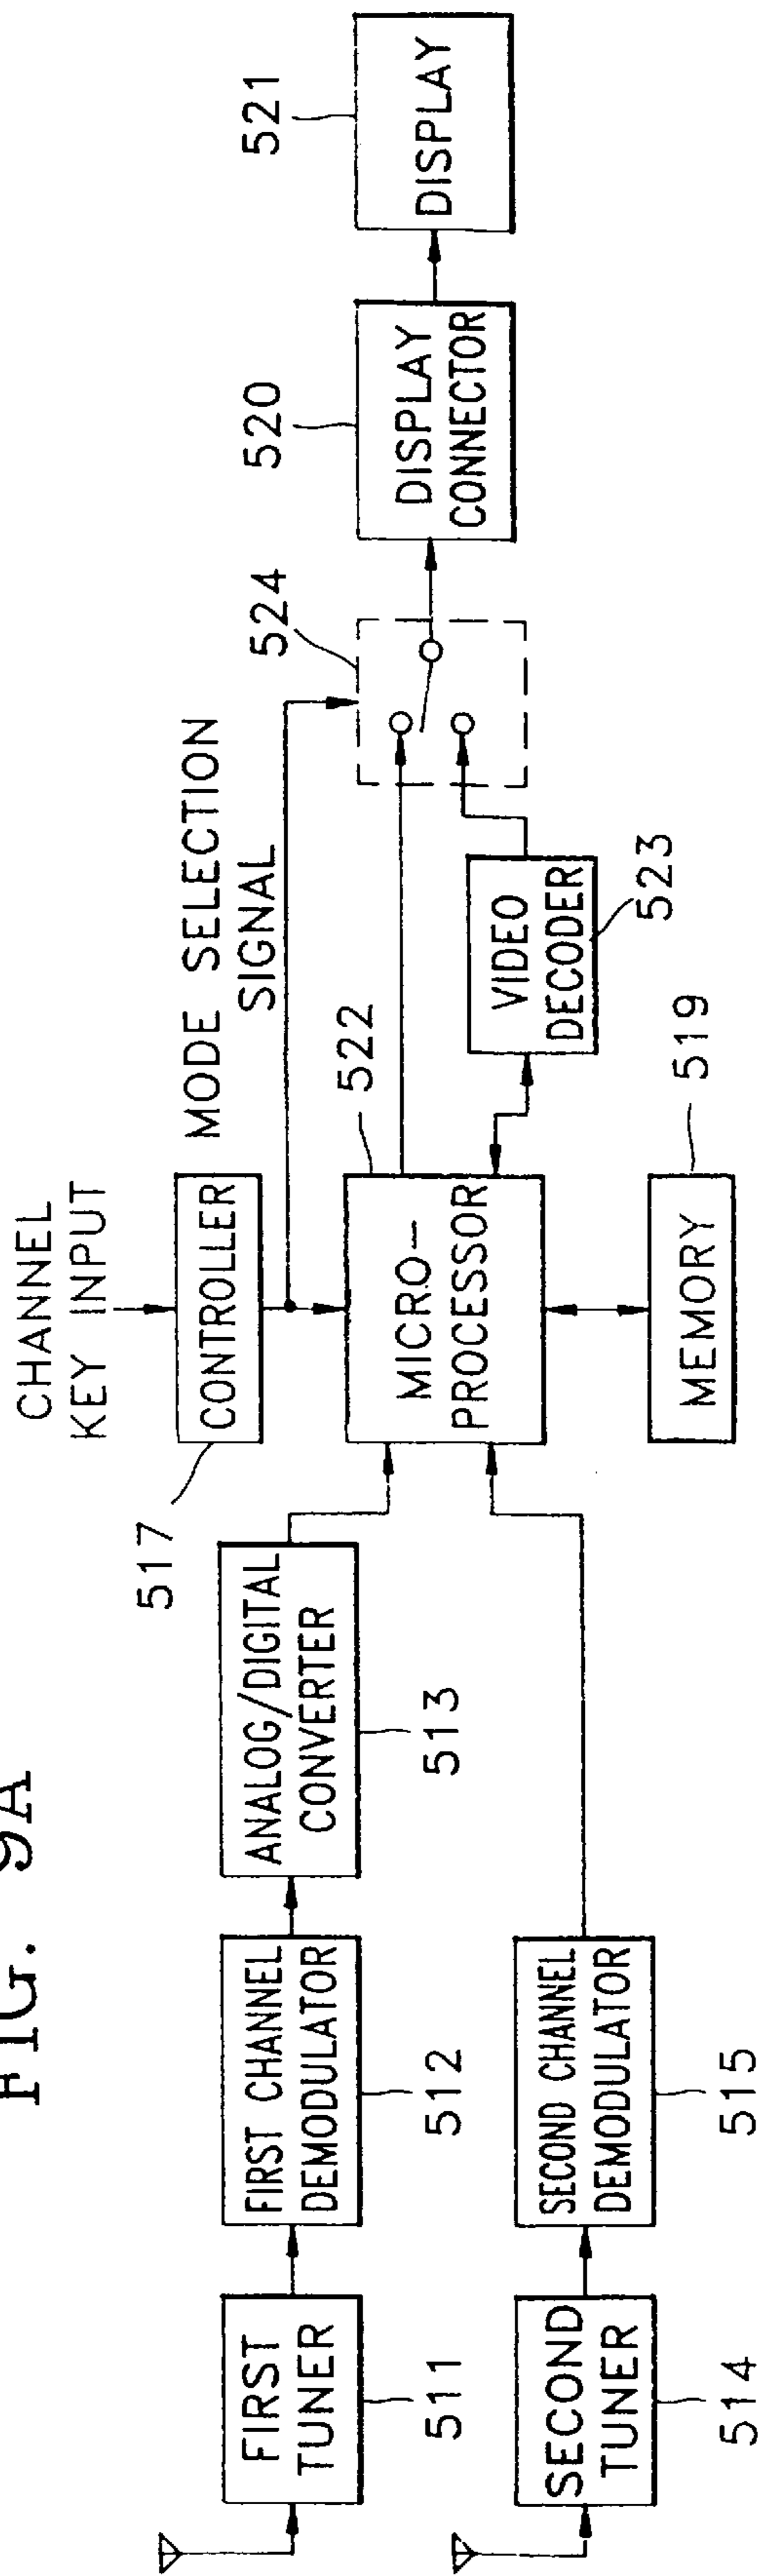 FIG. 9A
CHANNEL
KEY INPUT
MODE SELECTION
SIGNAL
517
CONTROLLER
524
520
521
FIRST
TUNER
511
FIRST CHANNEL
DEMODULATOR
512
ANALOG/DIGITAL
CONVERTER
513
522
MICRO-
PROCESSOR
DISPLAY
CONNECTOR
DISPLAY
VIDEO
DECODER
523
SECOND
TUNER
514
SECOND CHANNEL
DEMODULATOR
515
MEMORY
519